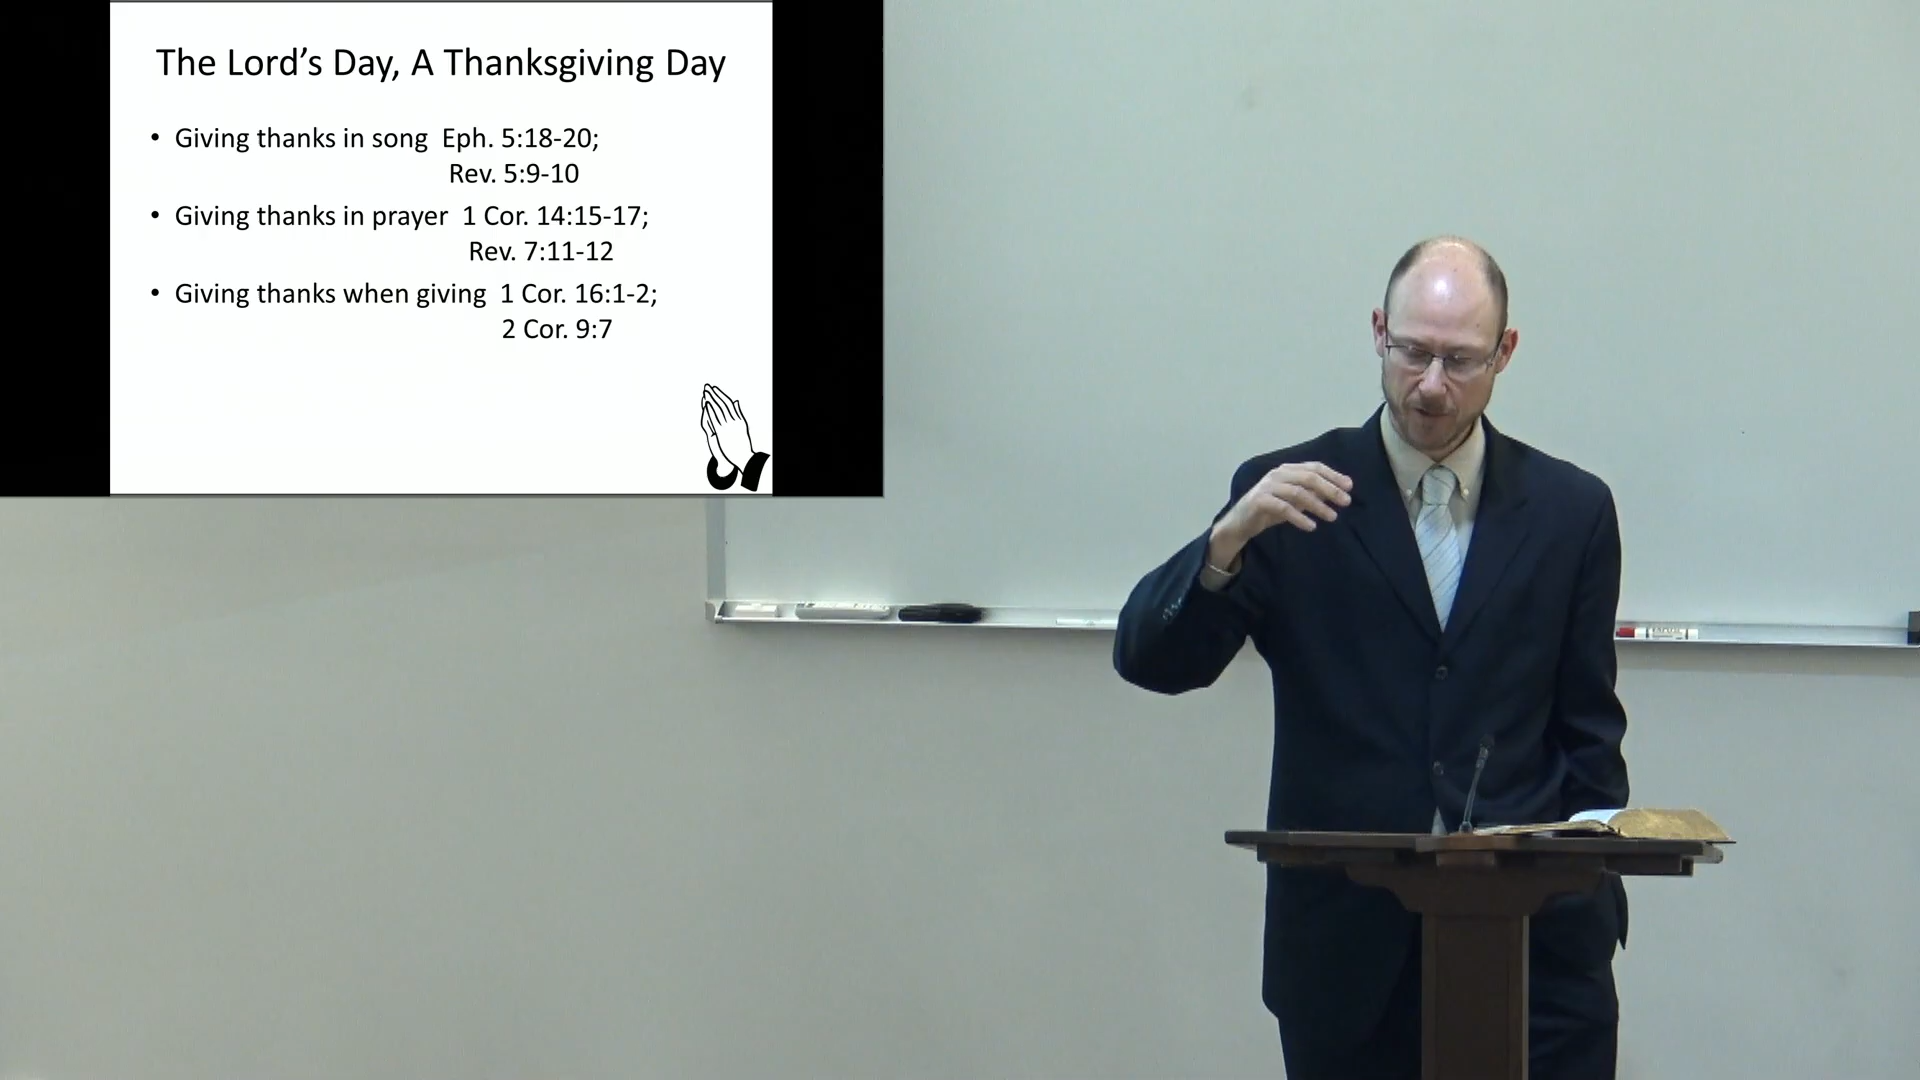 The Lord’s Day, A Thanksgiving Day
• Giving thanks in song Eph. 5:18-20;
Rev. 5:9-10
• Giving thanks in prayer 1 Cor. 14:15-17;
Rev. 7:11-12
• Giving thanks when giving 1 Cor. 16:1-2;
2 Cor. 9:7